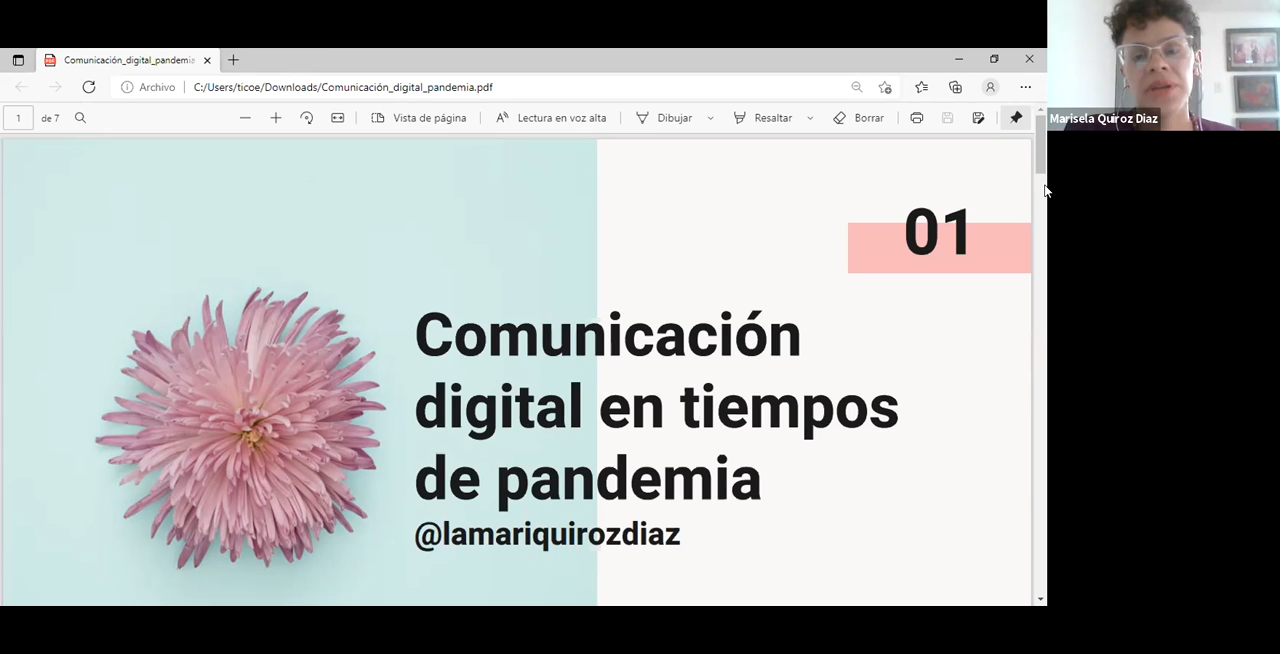 Comunicación_digital_pandemia
Archivo
C:/Users/ticoe/Downloads/Comunicación_digital_pandemia.pdf
1 de 7
Vista de página
Lectura en voz alta
Dibujar
Resaltar
Borrar
Marisela Quiroz Diaz
01
Comunicación
digital en tiempos
de pandemia
@lamariquirozdiaz